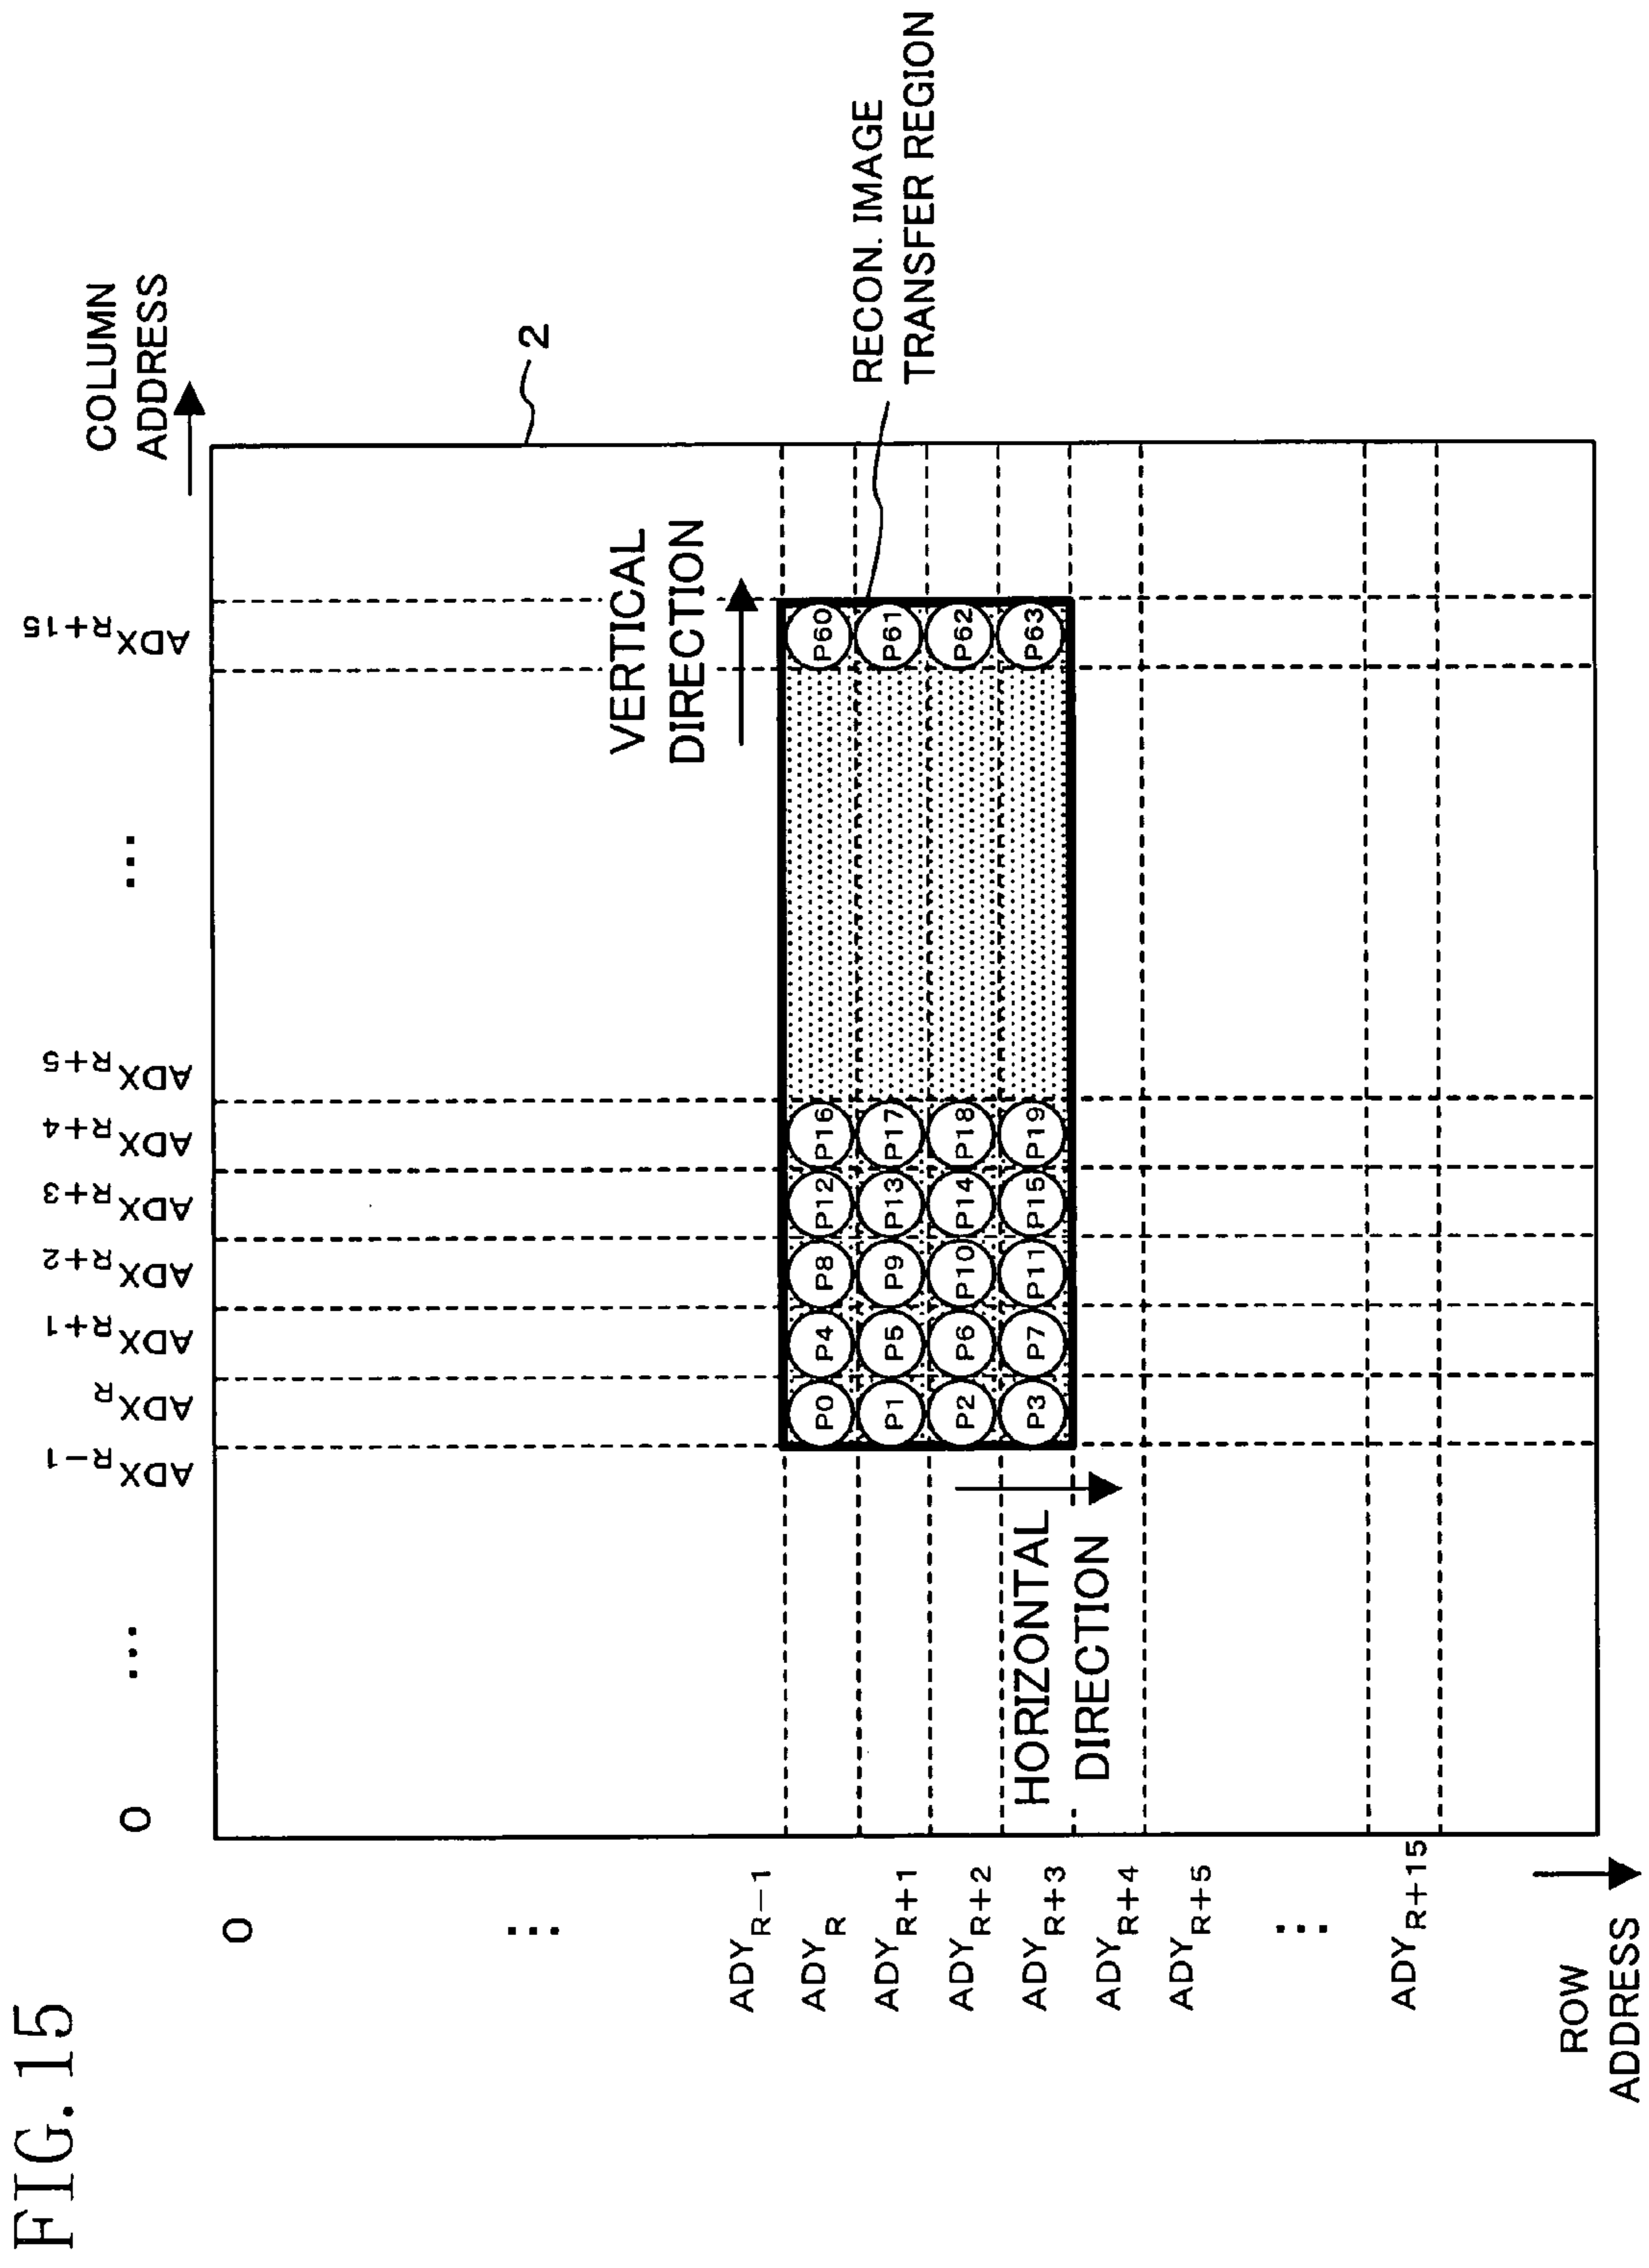 FIG. 15
COLUMN
ADDRESS
0
...
ADX R-1
ADX R
ADX R+1
ADX R+2
ADX R+3
ADX R+4
ADX R+5
...
ADX R+15
0
...
2
VERTICAL
DIRECTION
ADY R-1
ADY R
P0 P4 P8 P12 P16 P60
ADY R+1
P1 P5 P9 P13 P17 P61
ADY R+2
P2 P6 P10 P14 P18 P62
ADY R+3
P3 P7 P11 P15 P19 P63
RECON. IMAGE
TRANSFER REGION
HORIZONTAL
DIRECTION
ADY R+4
ADY R+5
...
ADY R+15
ROW
ADDRESS